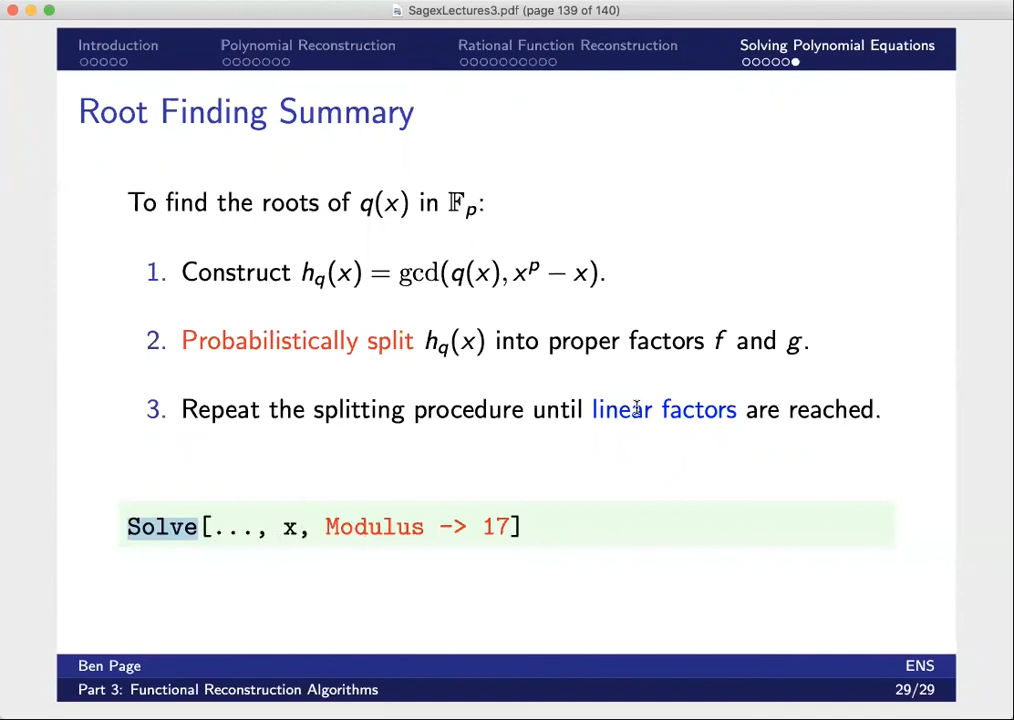 SagexLectures3.pdf (page 139 of 140)
Introduction Polynomial Reconstruction Rational Function Reconstruction Solving Polynomial Equations
Root Finding Summary
To find the roots of q(x) in 𝔽_p:
1. Construct h_q(x) = gcd(q(x), x^p − x).
2. Probabilistically split h_q(x) into proper factors f and g.
3. Repeat the splitting procedure until linear factors are reached.
Solve[..., x, Modulus -> 17]
Ben Page ENS
Part 3: Functional Reconstruction Algorithms 29/29